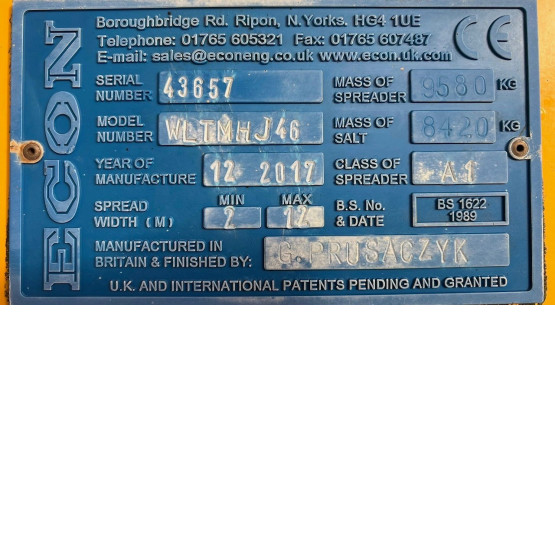 ECON
Boroughbridge Rd. Ripon, N.Yorks. HG4 1UE
Telephone: 01765 605321 Fax: 01765 607487
E-mail: sales@econeng.co.uk www.econ.uk.com
CE
SERIAL NUMBER 43657 MASS OF SPREADER 9580 KG
MODEL NUMBER WLTMHJ46 MASS OF SALT 8420 KG
YEAR OF MANUFACTURE 12 2017 CLASS OF SPREADER A1
SPREAD WIDTH (M) MIN 2 MAX 12 B.S. No. & DATE BS 1622 1989
MANUFACTURED IN BRITAIN & FINISHED BY: G.PRUSACZYK
U.K. AND INTERNATIONAL PATENTS PENDING AND GRANTED